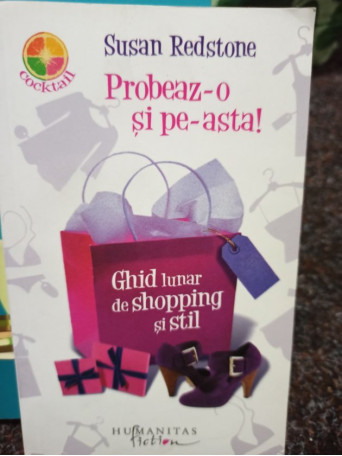 cocktail
Susan Redstone
Probeaz-o
și pe-asta!
Ghid lunar
de shopping
și stil
HUMANITAS
fiction